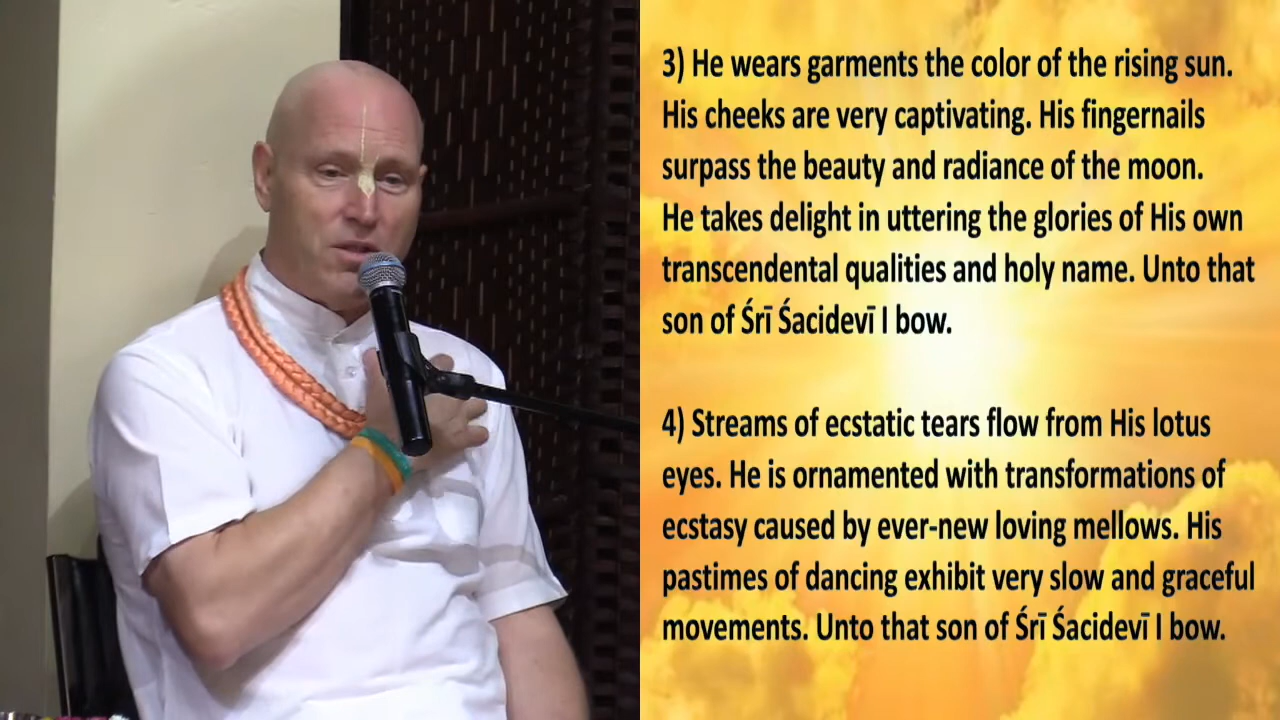 3) He wears garments the color of the rising sun.
His cheeks are very captivating. His fingernails
surpass the beauty and radiance of the moon.
He takes delight in uttering the glories of His own
transcendental qualities and holy name. Unto that
son of Śrī Śacidevī I bow.
4) Streams of ecstatic tears flow from His lotus
eyes. He is ornamented with transformations of
ecstasy caused by ever-new loving mellows. His
pastimes of dancing exhibit very slow and graceful
movements. Unto that son of Śrī Śacidevī I bow.